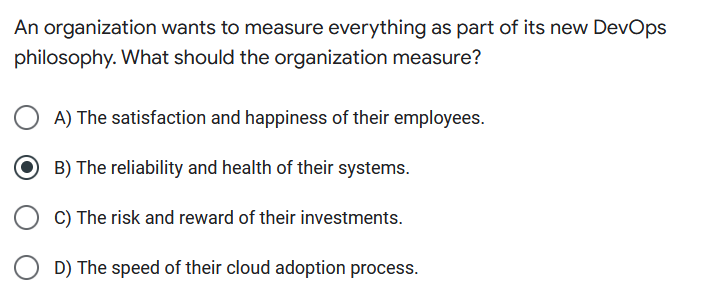 An organization wants to measure everything as part of its new DevOps
philosophy. What should the organization measure?
A) The satisfaction and happiness of their employees.
B) The reliability and health of their systems.
C) The risk and reward of their investments.
D) The speed of their cloud adoption process.